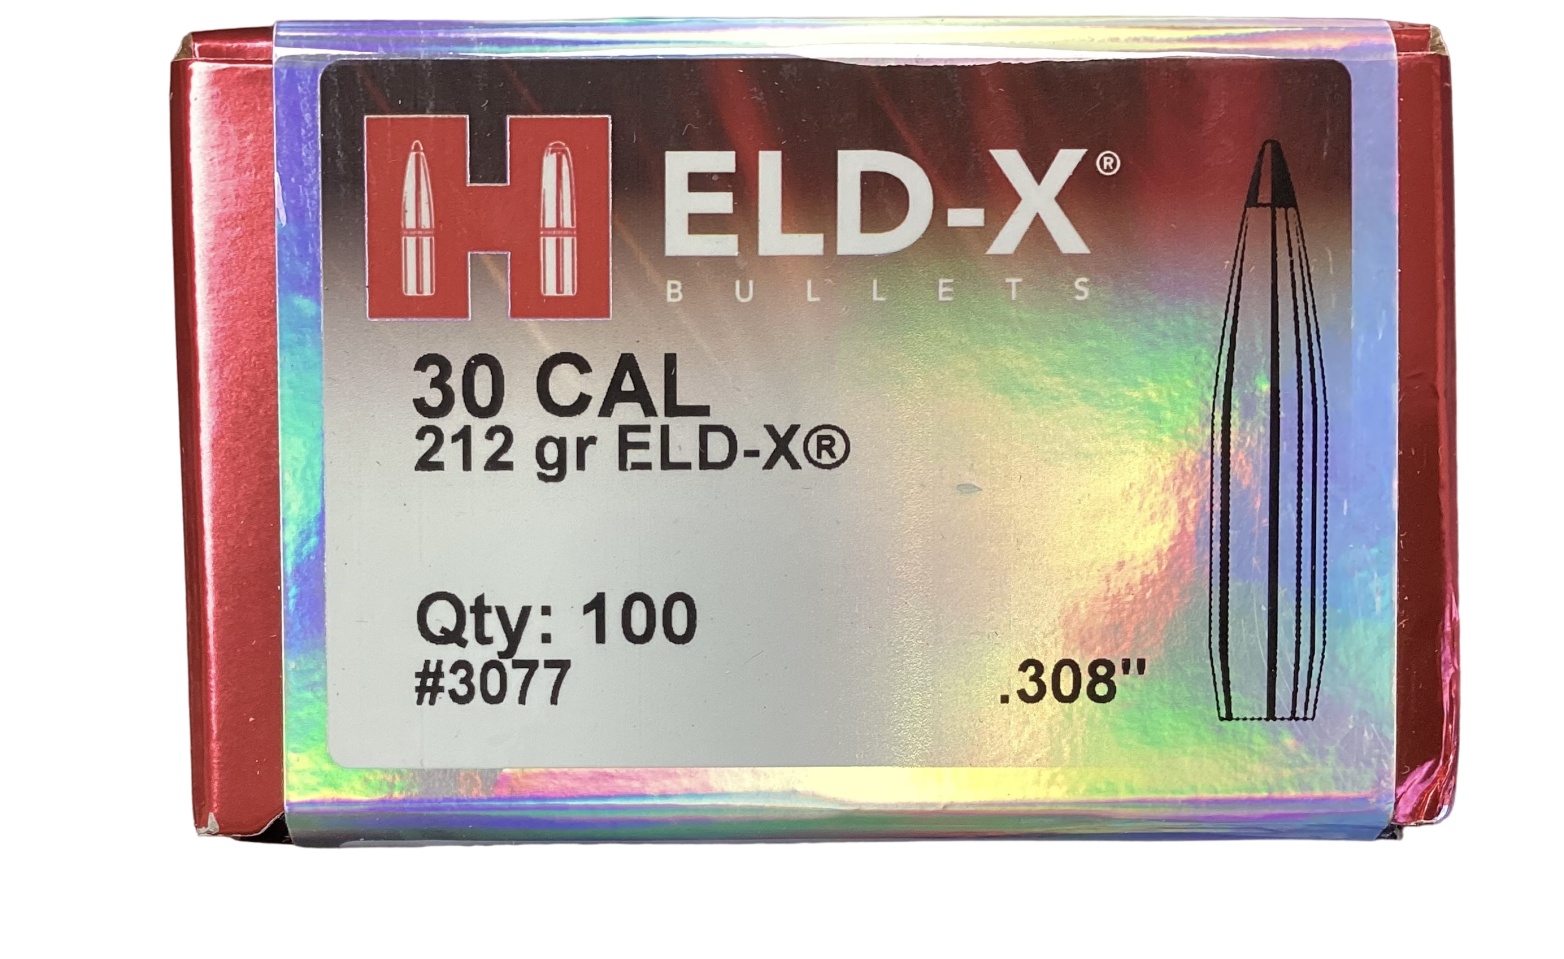 H ELD-X®
BULLETS
30 CAL
212 gr ELD-X®
Qty: 100
#3077
.308"